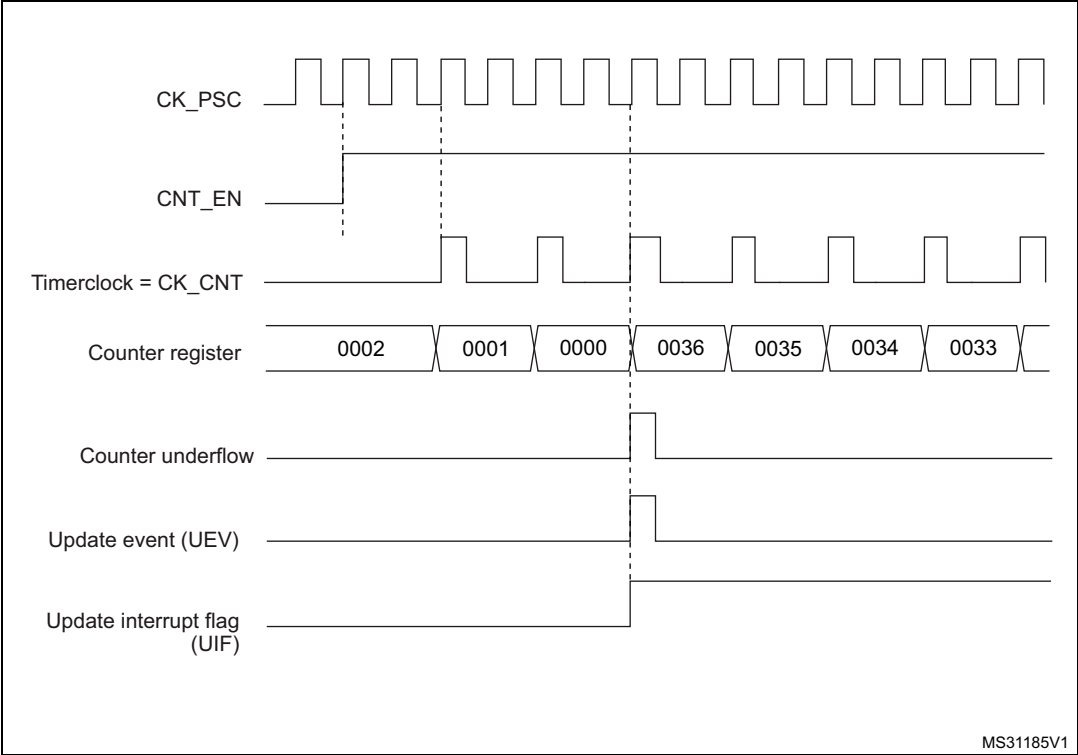 CK_PSC
CNT_EN
Timerclock = CK_CNT
Counter register 0002 0001 0000 0036 0035 0034 0033
Counter underflow
Update event (UEV)
Update interrupt flag
(UIF)
MS31185V1